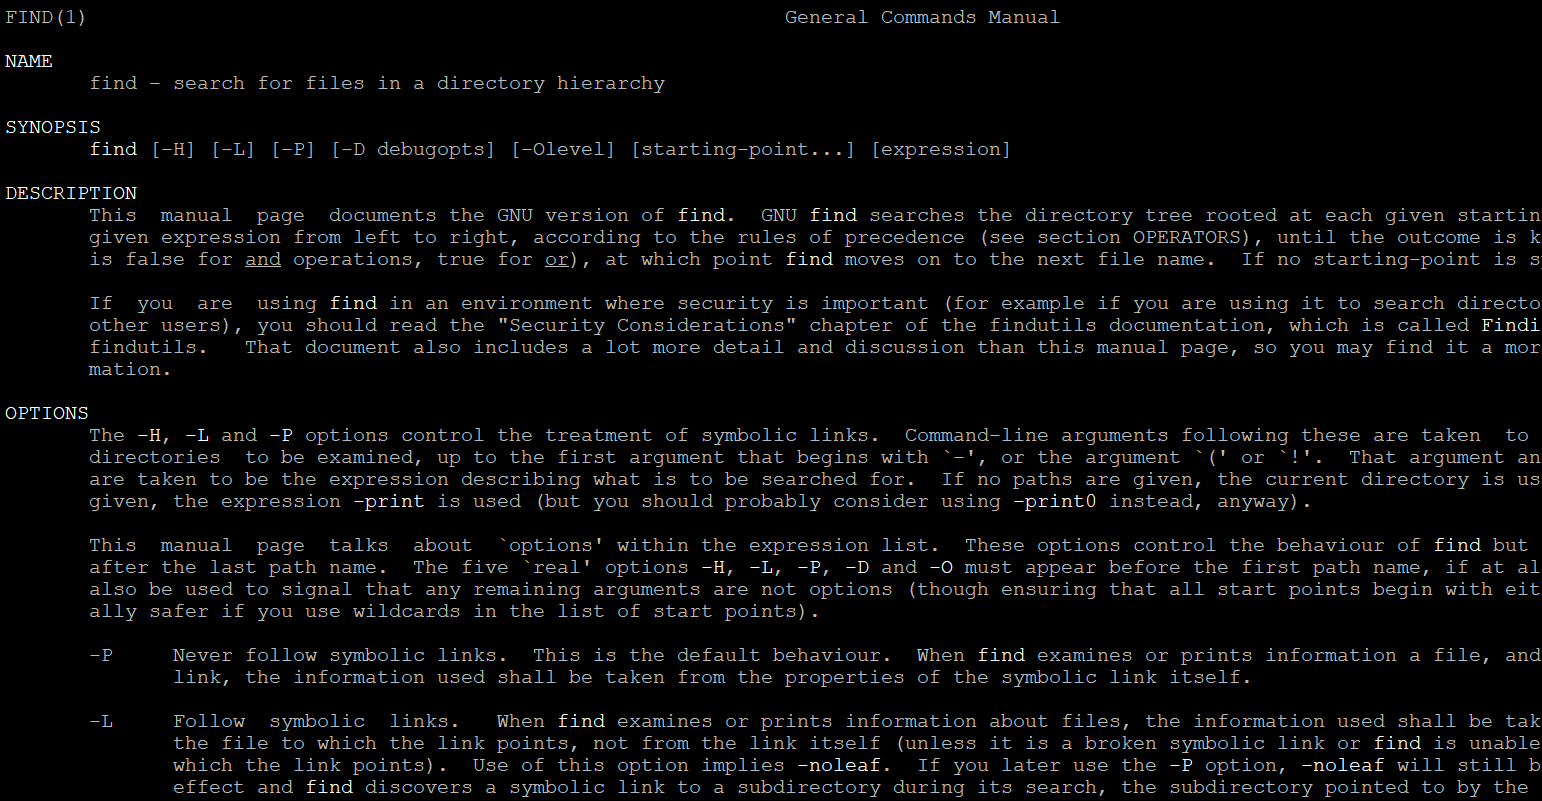 FIND(1) General Commands Manual
NAME
find - search for files in a directory hierarchy
SYNOPSIS
find [-H] [-L] [-P] [-D debugopts] [-Olevel] [starting-point...] [expression]
DESCRIPTION
This manual page documents the GNU version of find. GNU find searches the directory tree rooted at each given startin
given expression from left to right, according to the rules of precedence (see section OPERATORS), until the outcome is k
is false for and operations, true for or), at which point find moves on to the next file name. If no starting-point is s
If you are using find in an environment where security is important (for example if you are using it to search directo
other users), you should read the "Security Considerations" chapter of the findutils documentation, which is called Findi
findutils. That document also includes a lot more detail and discussion than this manual page, so you may find it a mor
mation.
OPTIONS
The -H, -L and -P options control the treatment of symbolic links. Command-line arguments following these are taken to
directories to be examined, up to the first argument that begins with `-', or the argument `(' or `!'. That argument an
are taken to be the expression describing what is to be searched for. If no paths are given, the current directory is us
given, the expression -print is used (but you should probably consider using -print0 instead, anyway).
This manual page talks about `options' within the expression list. These options control the behaviour of find but
after the last path name. The five `real' options -H, -L, -P, -D and -O must appear before the first path name, if at al
also be used to signal that any remaining arguments are not options (though ensuring that all start points begin with eit
ally safer if you use wildcards in the list of start points).
-P Never follow symbolic links. This is the default behaviour. When find examines or prints information a file, and
link, the information used shall be taken from the properties of the symbolic link itself.
-L Follow symbolic links. When find examines or prints information about files, the information used shall be tak
the file to which the link points, not from the link itself (unless it is a broken symbolic link or find is unable
which the link points). Use of this option implies -noleaf. If you later use the -P option, -noleaf will still b
effect and find discovers a symbolic link to a subdirectory during its search, the subdirectory pointed to by the